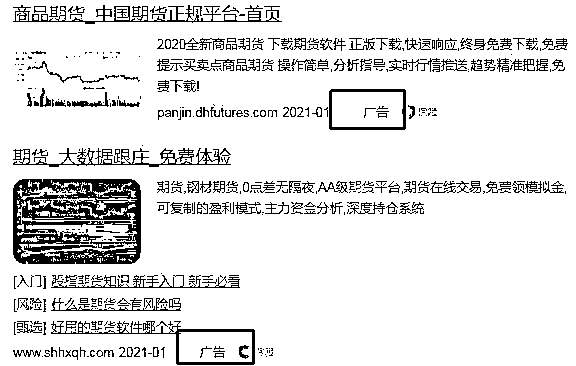 商品期货_中国期货正规平台-首页
2020全新商品期货 下载期货软件 正版下载,快速响应,终身免费下载,免费
提示买卖点商品期货 操作简单,分析指导,实时行情推送,趋势精准把握,免
费下载!
panjin.dhfutures.com 2021-01 广告
期货_大数据跟庄_免费体验
期货,钢材期货,0点差无隔夜,AA级期货平台,期货在线交易,免费领模拟金,
可复制的盈利模式,主力资金分析,深度持仓系统
[入门] 股指期货知识 新手入门 新手必看
[风险] 什么是期货会有风险吗
[甄选] 好用的期货软件哪个好
www.shhxqh.com 2021-01 广告